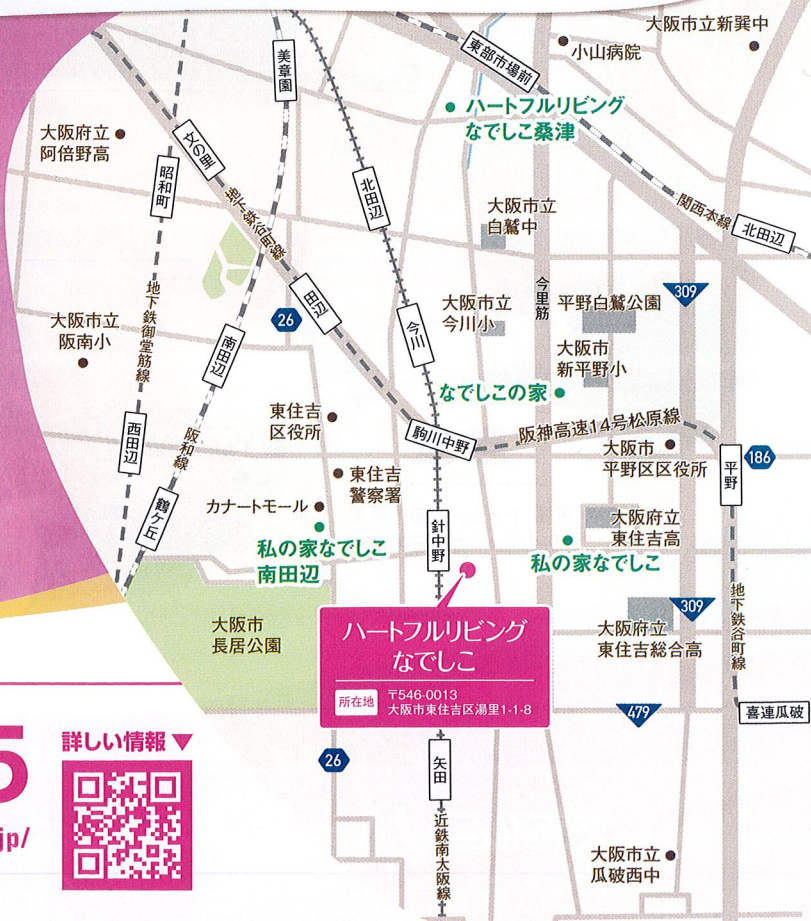 大阪市立新巽中
小山病院
東部市場前
美章園
ハートフルリビング
なでしこ桑津
大阪府立
阿倍野高
文の里
昭和町
北田辺
地下鉄谷町線
大阪市立
白鷺中
関西本線
北田辺
今里筋
平野白鷺公園
309
大阪市立
今川小
地下鉄御堂筋線
大阪市立
阪南小
26
田辺
今川
南田辺
大阪市
新平野小
なでしこの家
東住吉
区役所
駒川中野
阪神高速14号松原線
大阪市
平野区区役所
186
平野
西田辺
阪和線
東住吉
警察署
鶴ケ丘
カナートモール
私の家なでしこ
南田辺
針中野
大阪府立
東住吉高
私の家なでしこ
309
地下鉄谷町線
大阪市
長居公園
大阪府立
東住吉総合高
ハートフルリビング
なでしこ
所在地
〒546-0013
大阪市東住吉区湯里1-1-8
479
喜連瓜破
5
詳しい情報▼
26
矢田
jp/
近鉄南大阪線
大阪市立
瓜破西中